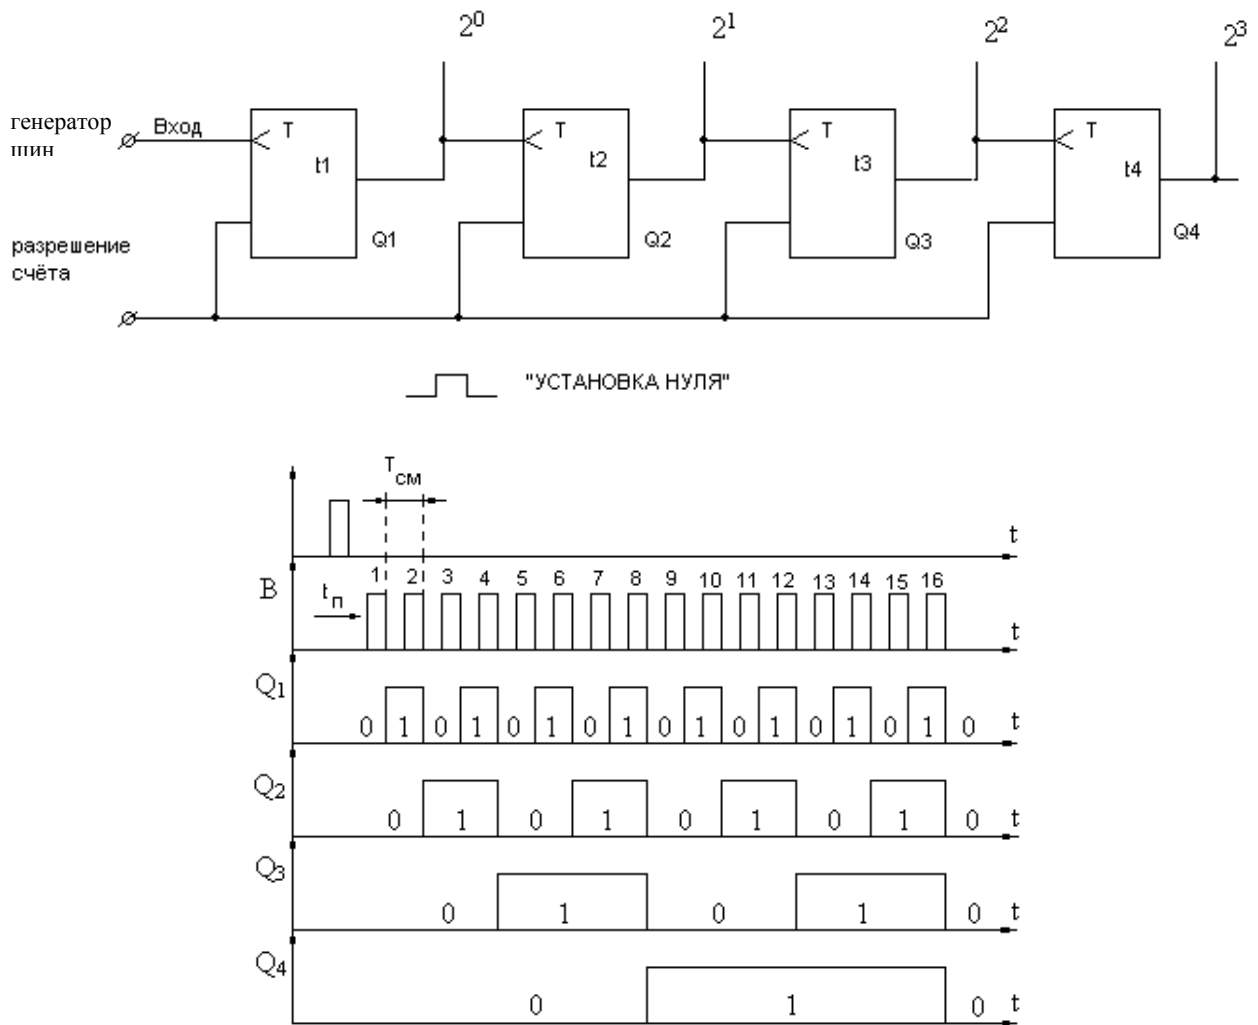 2⁰ 2¹ 2² 2³
генератор
шин
Вход
T T T T
t1 t2 t3 t4
Q1 Q2 Q3 Q4
разрешение
счёта
"УСТАНОВКА НУЛЯ"
Tсм
t
B
tп
1 2 3 4 5 6 7 8 9 10 11 12 13 14 15 16
t
Q1
0 1 0 1 0 1 0 1 0 1 0 1 0 1 0 1 0
t
Q2
0 1 0 1 0 1 0 1 0
t
Q3
0 1 0 1 0
t
Q4
0 1 0
t